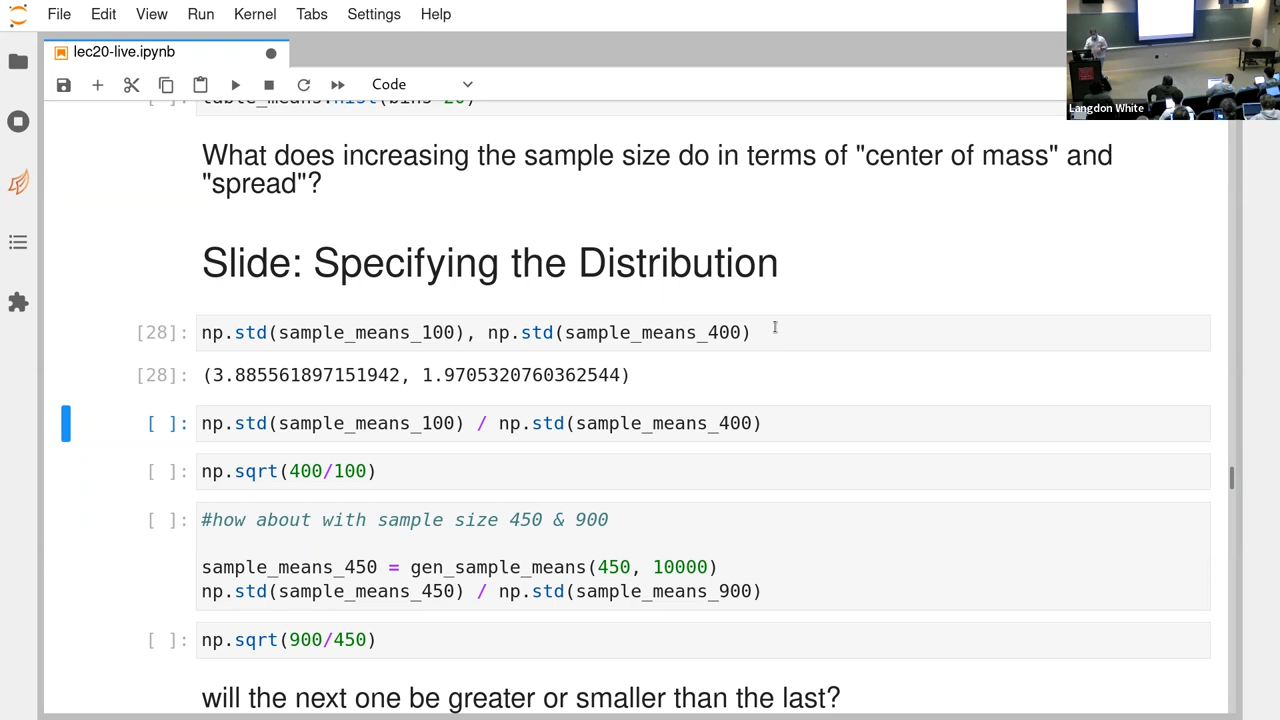 File Edit View Run Kernel Tabs Settings Help
lec20-live.ipynb
Code
Langdon White
What does increasing the sample size do in terms of "center of mass" and
"spread"?
Slide: Specifying the Distribution
[28]: np.std(sample_means_100), np.std(sample_means_400)
[28]: (3.885561897151942, 1.9705320760362544)
[ ]: np.std(sample_means_100) / np.std(sample_means_400)
[ ]: np.sqrt(400/100)
[ ]: #how about with sample size 450 & 900
sample_means_450 = gen_sample_means(450, 10000)
np.std(sample_means_450) / np.std(sample_means_900)
[ ]: np.sqrt(900/450)
will the next one be greater or smaller than the last?